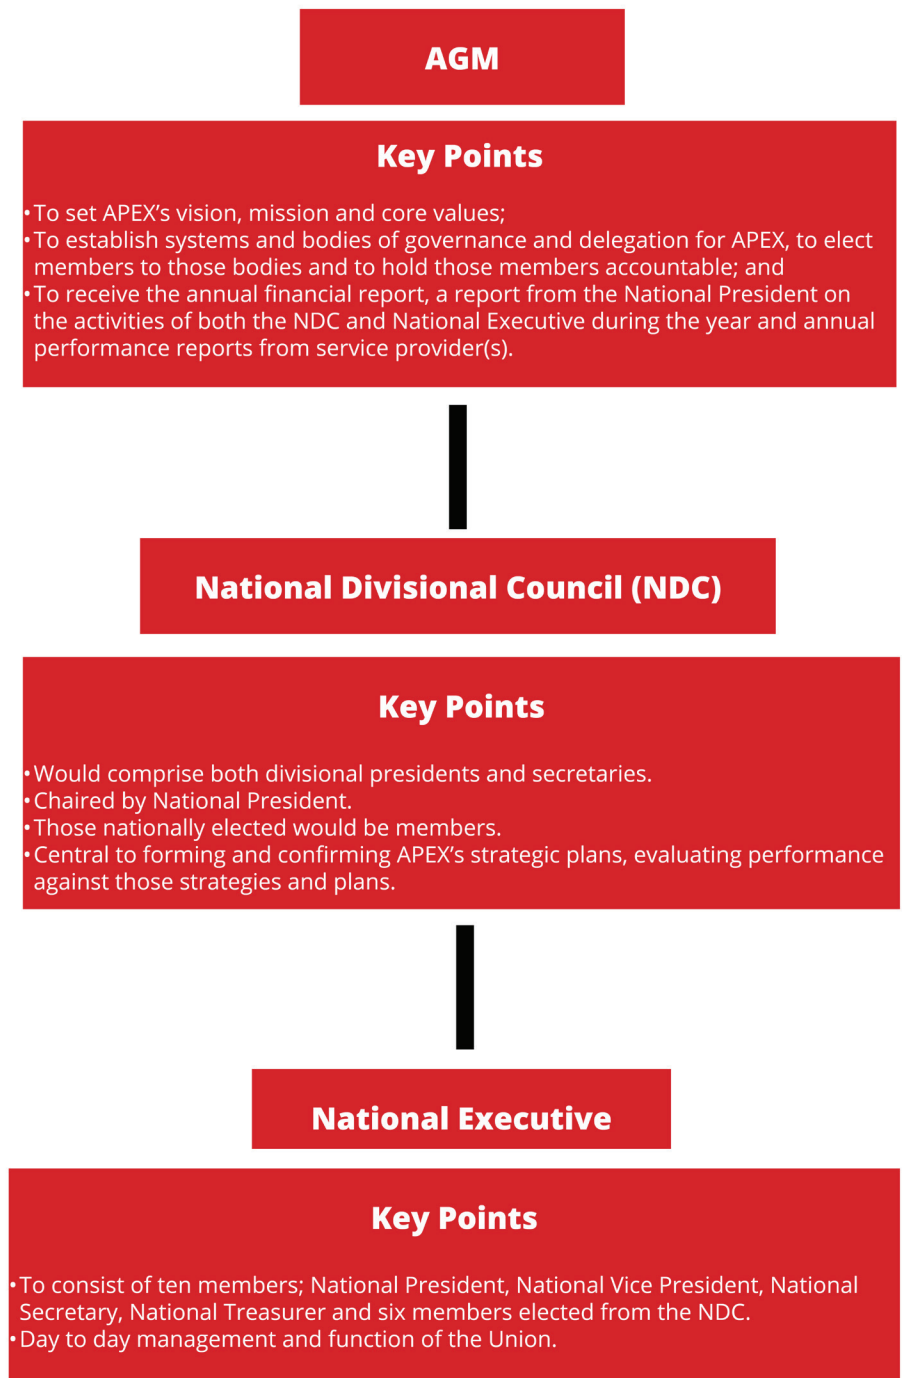 AGM
Key Points
•To set APEX’s vision, mission and core values;
•To establish systems and bodies of governance and delegation for APEX, to elect
members to those bodies and to hold those members accountable; and
•To receive the annual financial report, a report from the National President on
the activities of both the NDC and National Executive during the year and annual
performance reports from service provider(s).
National Divisional Council (NDC)
Key Points
•Would comprise both divisional presidents and secretaries.
•Chaired by National President.
•Those nationally elected would be members.
•Central to forming and confirming APEX’s strategic plans, evaluating performance
against those strategies and plans.
National Executive
Key Points
•To consist of ten members; National President, National Vice President, National
Secretary, National Treasurer and six members elected from the NDC.
•Day to day management and function of the Union.